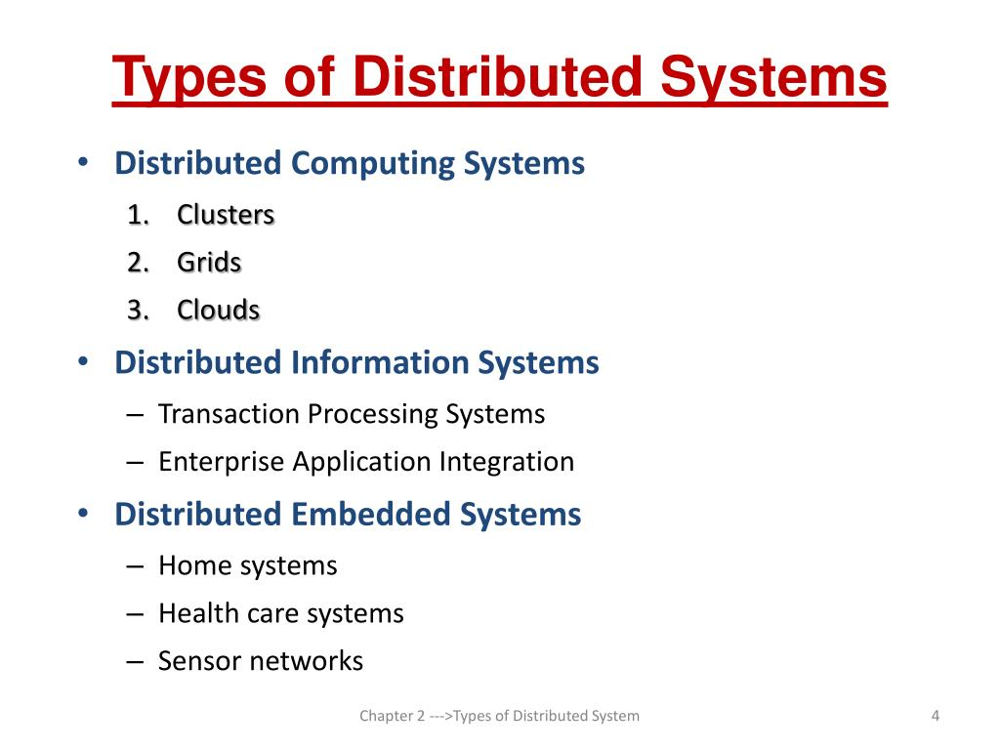 Types of Distributed Systems
• Distributed Computing Systems
1. Clusters
2. Grids
3. Clouds
• Distributed Information Systems
– Transaction Processing Systems
– Enterprise Application Integration
• Distributed Embedded Systems
– Home systems
– Health care systems
– Sensor networks
Chapter 2 --->Types of Distributed System 4